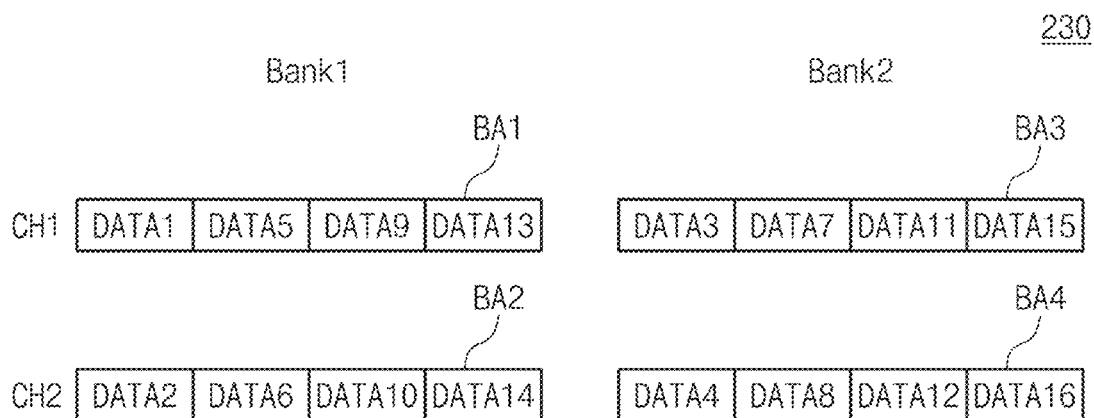 230
Bank1 Bank2
BA1 BA3
CH1 DATA1 DATA5 DATA9 DATA13 DATA3 DATA7 DATA11 DATA15
BA2 BA4
CH2 DATA2 DATA6 DATA10 DATA14 DATA4 DATA8 DATA12 DATA16